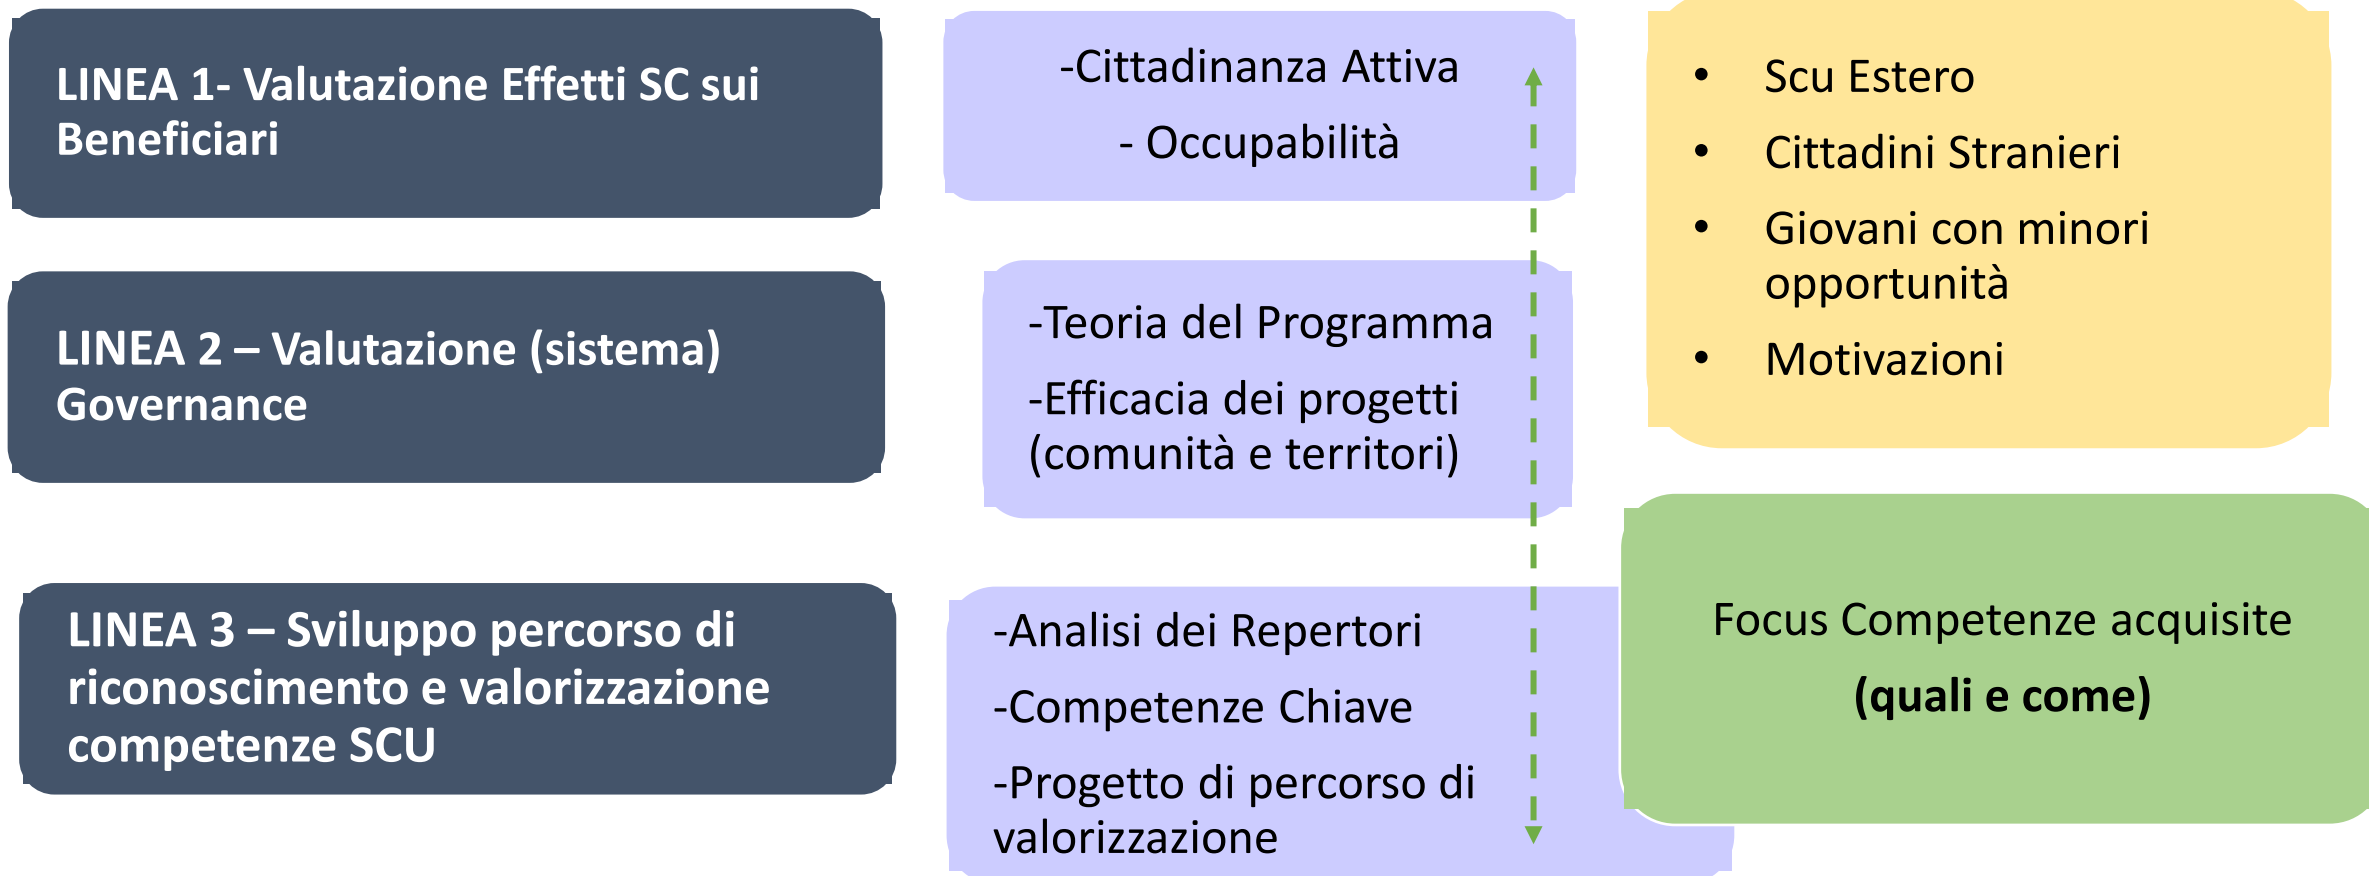 LINEA 1- Valutazione Effetti SC sui
Beneficiari
-Cittadinanza Attiva
- Occupabilità
• Scu Estero
• Cittadini Stranieri
• Giovani con minori
opportunità
• Motivazioni
LINEA 2 – Valutazione (sistema)
Governance
-Teoria del Programma
-Efficacia dei progetti
(comunità e territori)
LINEA 3 – Sviluppo percorso di
riconoscimento e valorizzazione
competenze SCU
-Analisi dei Repertori
-Competenze Chiave
-Progetto di percorso di
valorizzazione
Focus Competenze acquisite
(quali e come)